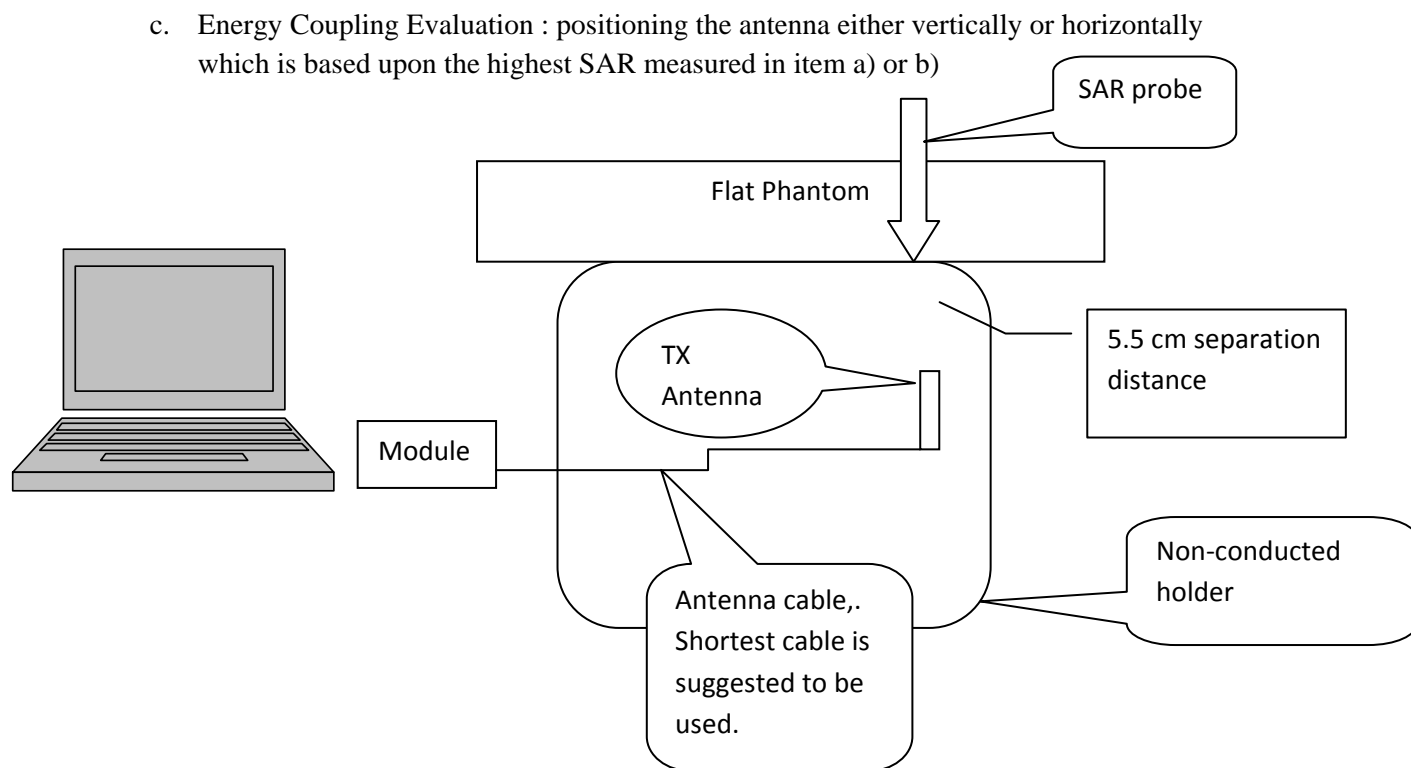 c. Energy Coupling Evaluation : positioning the antenna either vertically or horizontally
which is based upon the highest SAR measured in item a) or b)
SAR probe
Flat Phantom
TX
Antenna
5.5 cm separation
distance
Module
Non-conducted
holder
Antenna cable,.
Shortest cable is
suggested to be
used.